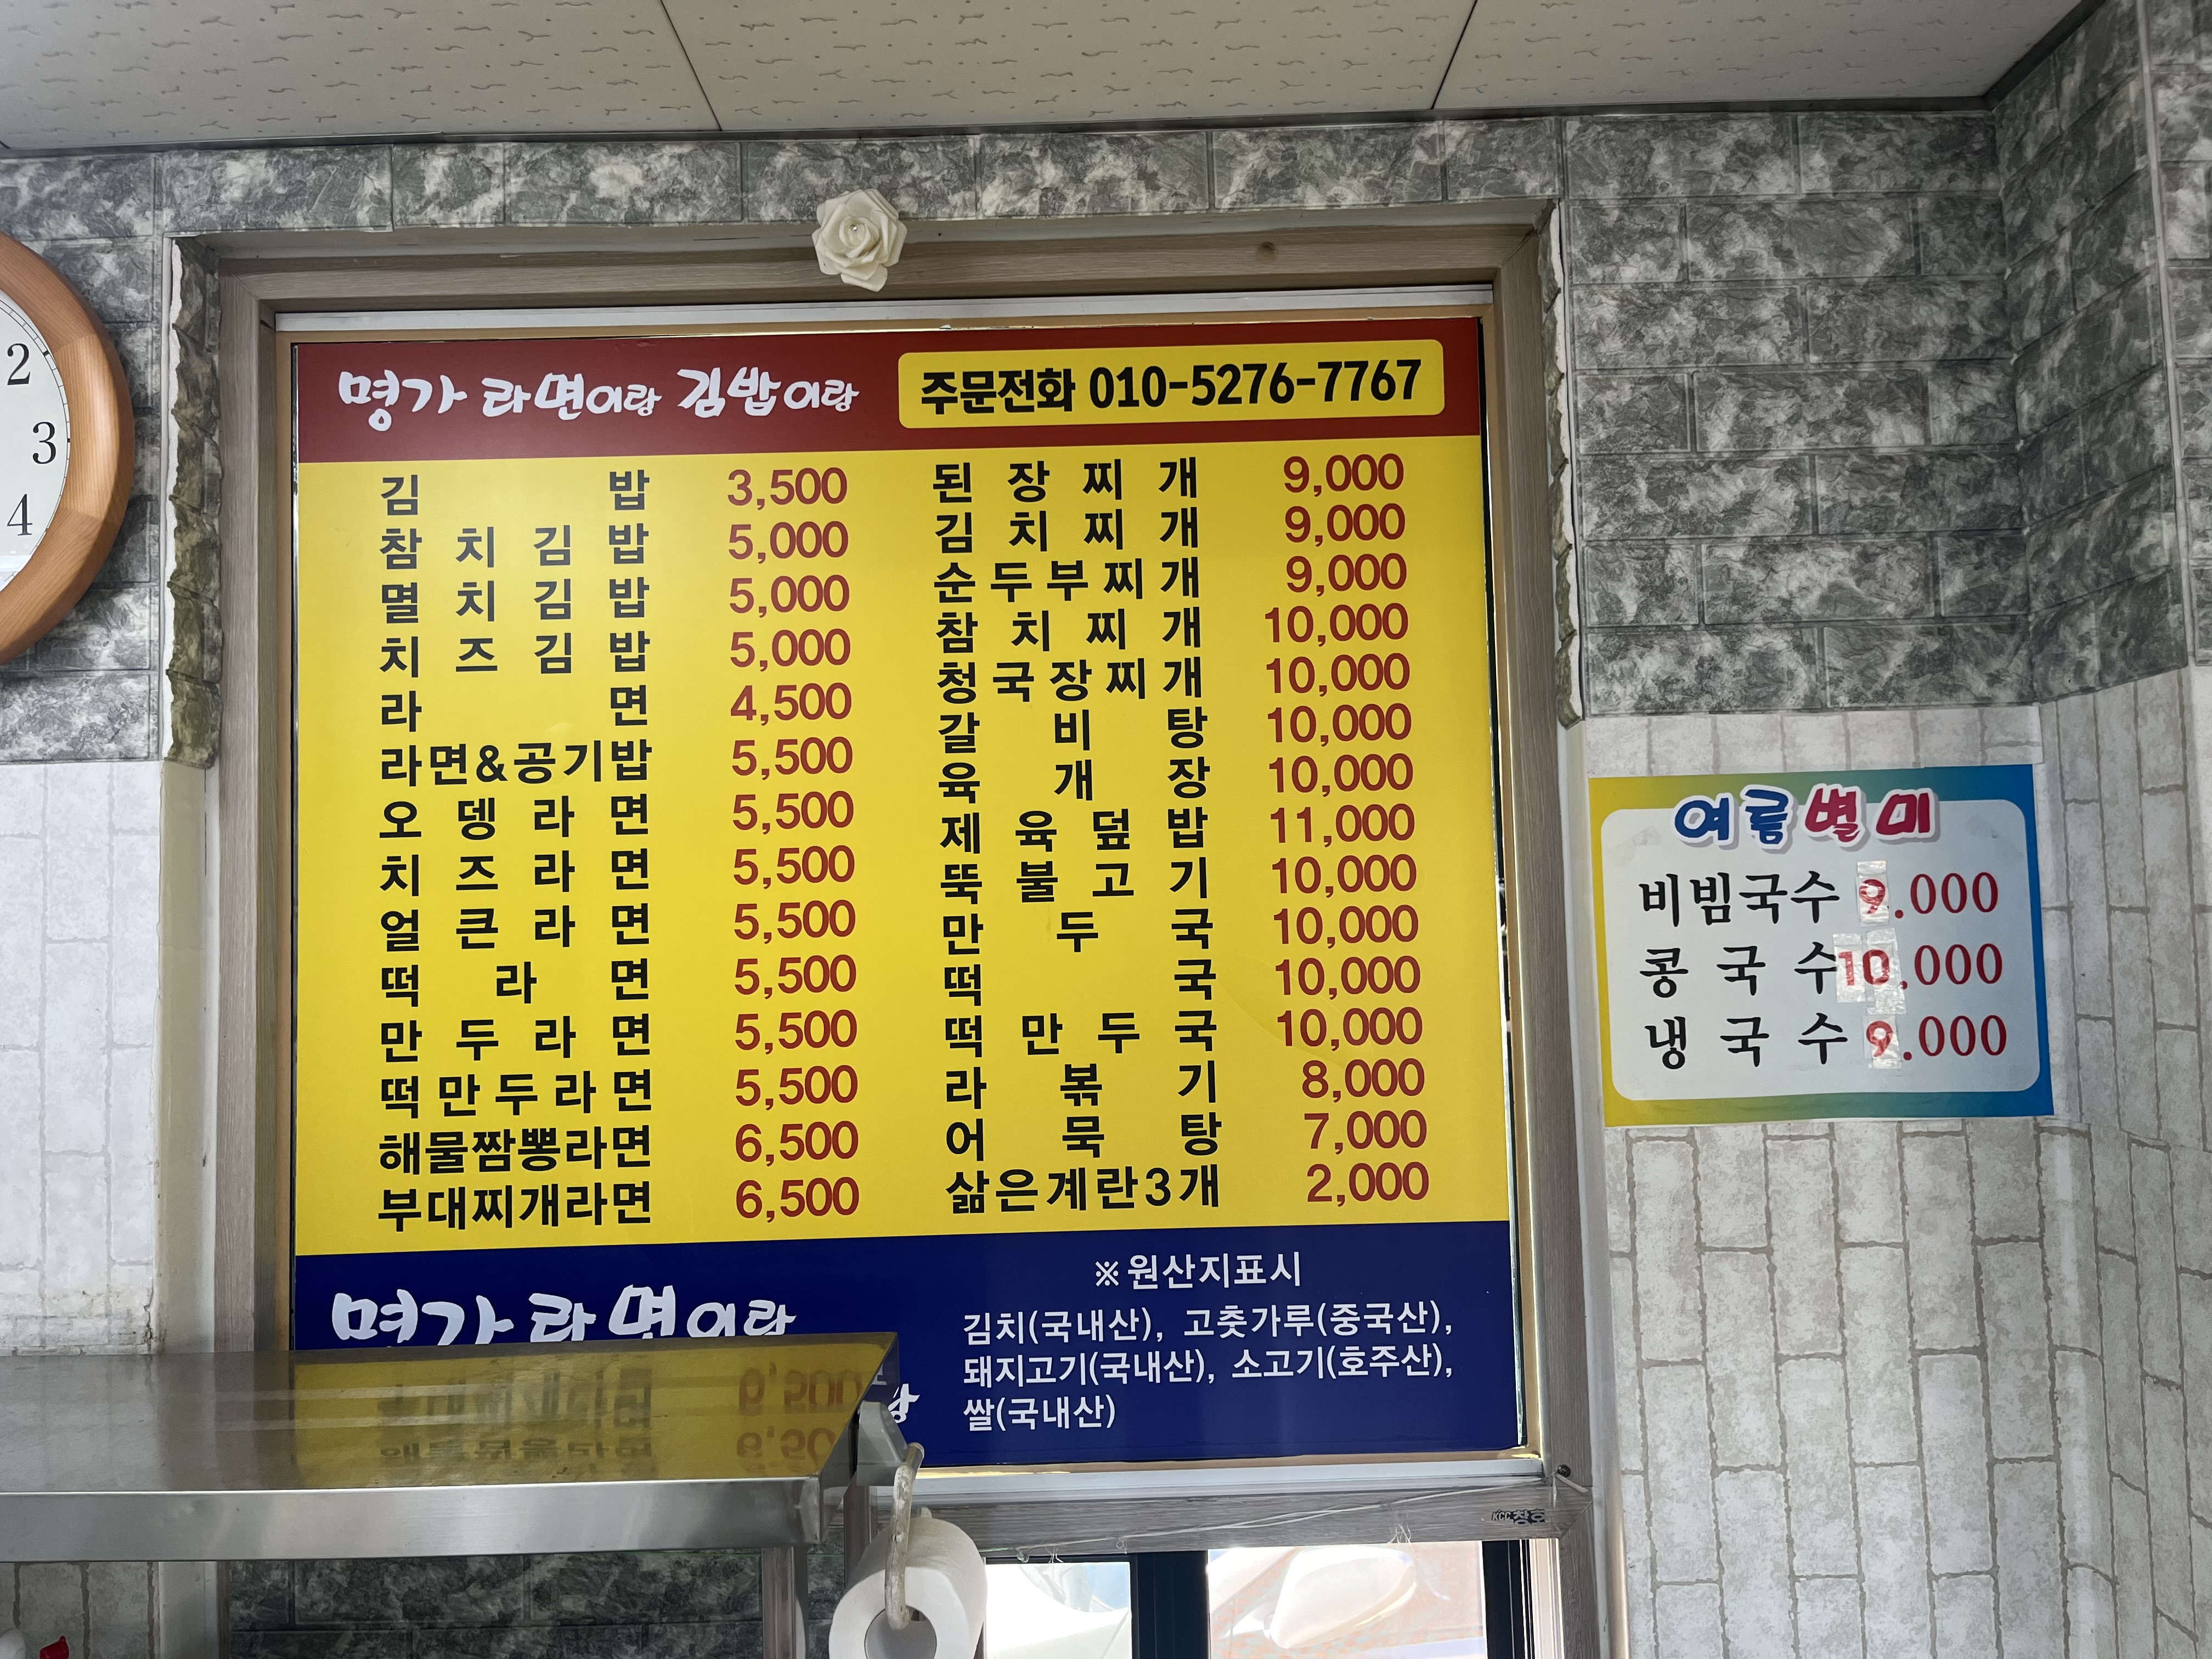 명가 라면이랑 김밥이랑
주문전화 010-5276-7767
김밥 3,500
참치김밥 5,000
멸치김밥 5,000
치즈김밥 5,000
라면 4,500
라면&공기밥 5,500
오뎅라면 5,500
치즈라면 5,500
얼큰라면 5,500
떡라면 5,500
만두라면 5,500
떡만두라면 5,500
해물짬뽕라면 6,500
부대찌개라면 6,500
된장찌개 9,000
김치찌개 9,000
순두부찌개 9,000
참치찌개 10,000
청국장찌개 10,000
갈비탕 10,000
육개장 10,000
제육덮밥 11,000
뚝불고기 10,000
만두국 10,000
떡국 10,000
떡만두국 10,000
라볶기 8,000
어묵탕 7,000
삶은계란3개 2,000
명가 라면이랑
랑
※원산지표시
김치(국내산), 고춧가루(중국산),
돼지고기(국내산), 소고기(호주산),
쌀(국내산)
여름별미
비빔국수 9.000
콩국수 10.000
냉국수 9.000
2
3
4
KCC창호